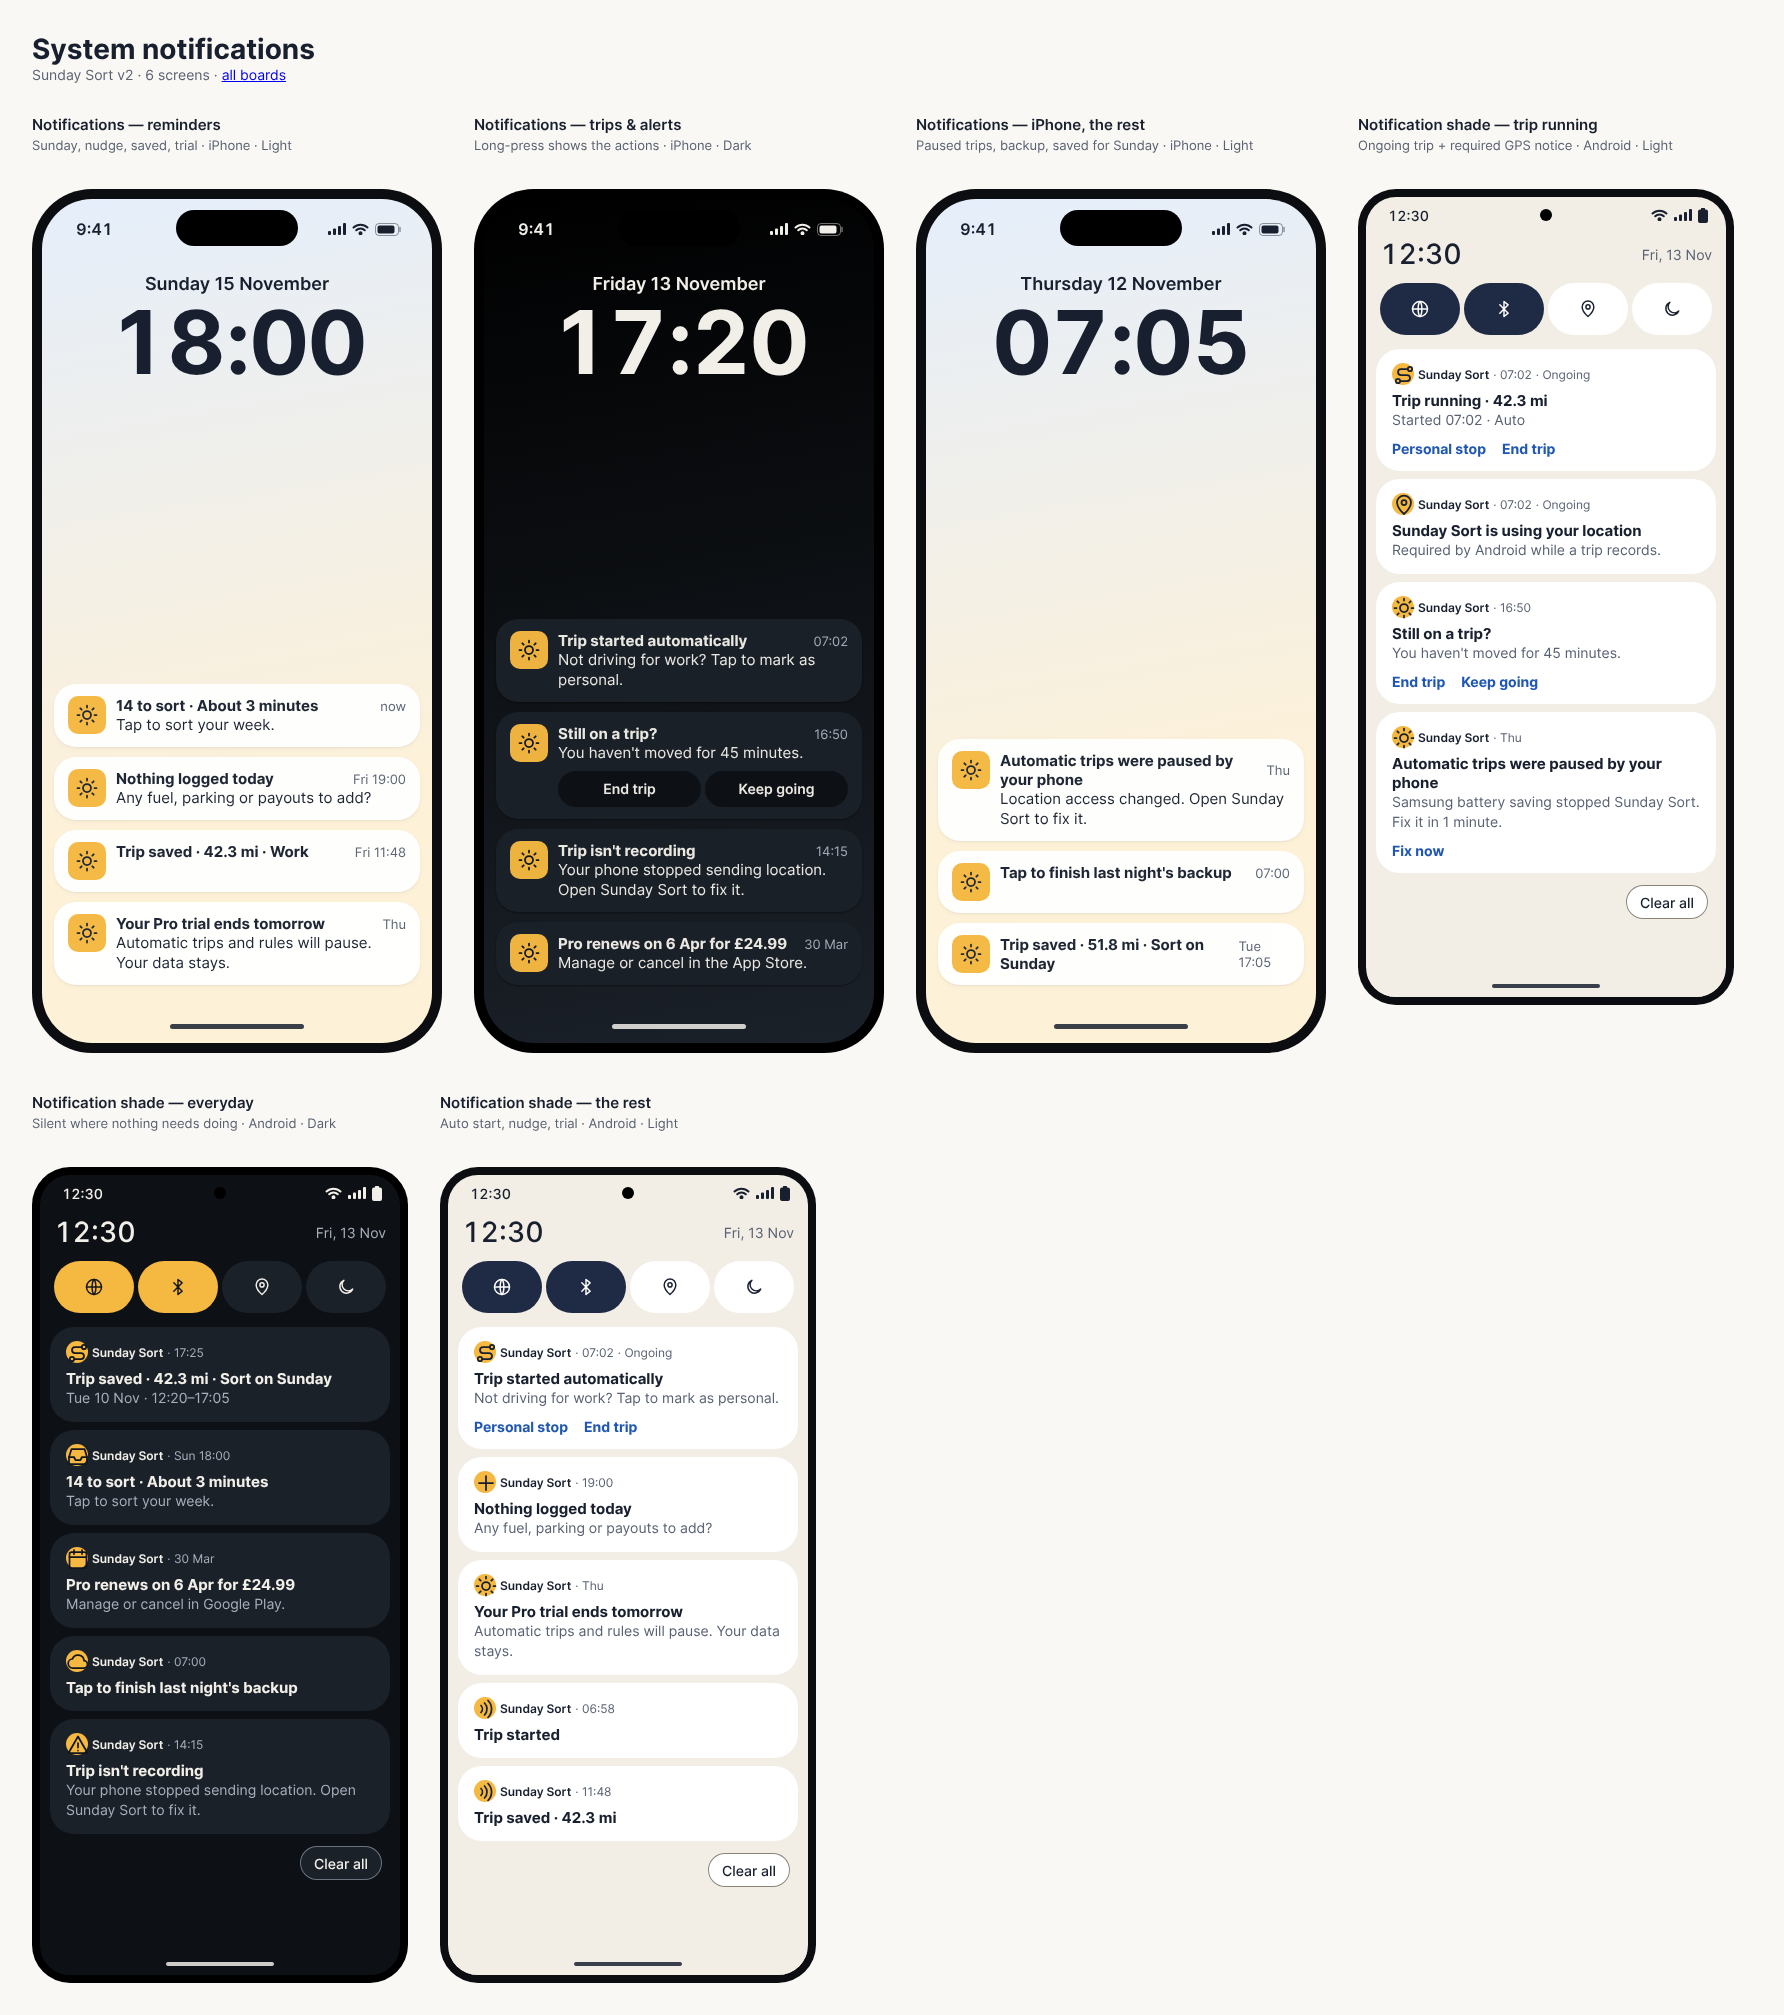 System notifications
Sunday Sort v2 · 6 screens · all boards
Notifications — reminders
Sunday, nudge, saved, trial · iPhone · Light
9:41
Sunday 15 November
18:00
14 to sort · About 3 minutes
now
Tap to sort your week.
Nothing logged today
Fri 19:00
Any fuel, parking or payouts to add?
Trip saved · 42.3 mi · Work
Fri 11:48
Your Pro trial ends tomorrow
Thu
Automatic trips and rules will pause.
Your data stays.
Notifications — trips & alerts
Long-press shows the actions · iPhone · Dark
9:41
Friday 13 November
17:20
Trip started automatically
07:02
Not driving for work? Tap to mark as
personal.
Still on a trip?
16:50
You haven't moved for 45 minutes.
End trip
Keep going
Trip isn't recording
14:15
Your phone stopped sending location.
Open Sunday Sort to fix it.
Pro renews on 6 Apr for £24.99
30 Mar
Manage or cancel in the App Store.
Notifications — iPhone, the rest
Paused trips, backup, saved for Sunday · iPhone · Light
9:41
Thursday 12 November
07:05
Automatic trips were paused by
your phone
Thu
Location access changed. Open Sunday
Sort to fix it.
Tap to finish last night's backup
07:00
Trip saved · 51.8 mi · Sort on
Sunday
Tue
17:05
Notification shade — trip running
Ongoing trip + required GPS notice · Android · Light
12:30
12:30
Fri, 13 Nov
Sunday Sort · 07:02 · Ongoing
Trip running · 42.3 mi
Started 07:02 · Auto
Personal stop
End trip
Sunday Sort · 07:02 · Ongoing
Sunday Sort is using your location
Required by Android while a trip records.
Sunday Sort · 16:50
Still on a trip?
You haven't moved for 45 minutes.
End trip
Keep going
Sunday Sort · Thu
Automatic trips were paused by your
phone
Samsung battery saving stopped Sunday Sort.
Fix it in 1 minute.
Fix now
Clear all
Notification shade — everyday
Silent where nothing needs doing · Android · Dark
12:30
12:30
Fri, 13 Nov
Sunday Sort · 17:25
Trip saved · 42.3 mi · Sort on Sunday
Tue 10 Nov · 12:20–17:05
Sunday Sort · Sun 18:00
14 to sort · About 3 minutes
Tap to sort your week.
Sunday Sort · 30 Mar
Pro renews on 6 Apr for £24.99
Manage or cancel in Google Play.
Sunday Sort · 07:00
Tap to finish last night's backup
Sunday Sort · 14:15
Trip isn't recording
Your phone stopped sending location. Open
Sunday Sort to fix it.
Clear all
Notification shade — the rest
Auto start, nudge, trial · Android · Light
12:30
12:30
Fri, 13 Nov
Sunday Sort · 07:02 · Ongoing
Trip started automatically
Not driving for work? Tap to mark as personal.
Personal stop
End trip
Sunday Sort · 19:00
Nothing logged today
Any fuel, parking or payouts to add?
Sunday Sort · Thu
Your Pro trial ends tomorrow
Automatic trips and rules will pause. Your data
stays.
Sunday Sort · 06:58
Trip started
Sunday Sort · 11:48
Trip saved · 42.3 mi
Clear all